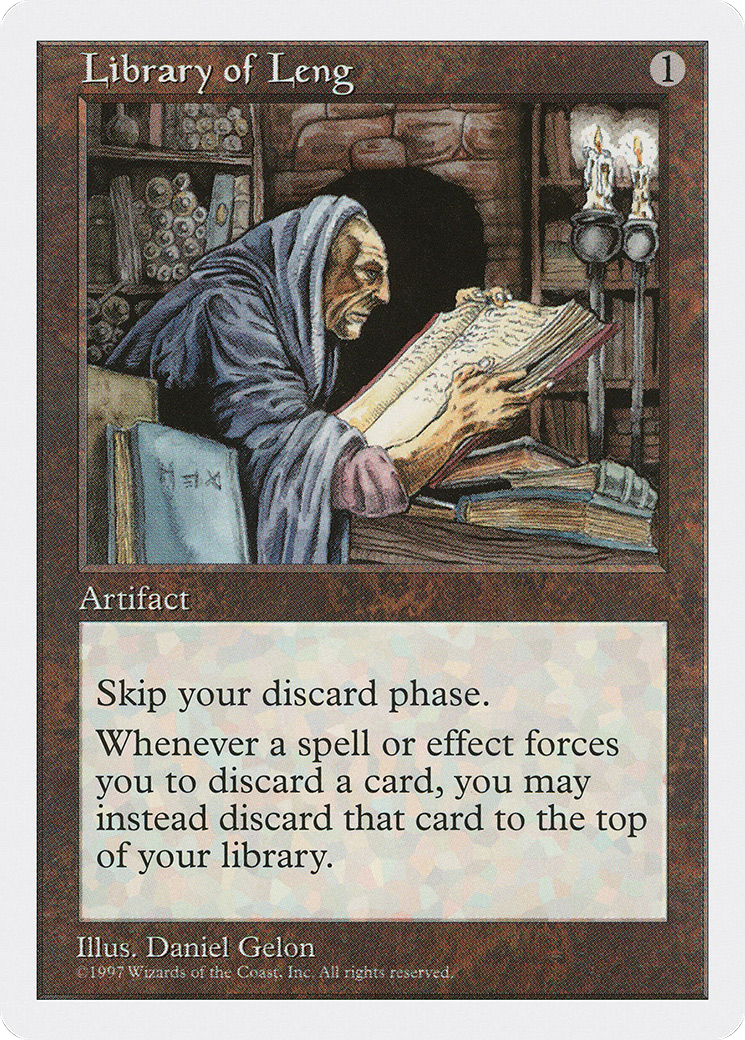 Library of Leng
1
Artifact
Skip your discard phase.
Whenever a spell or effect forces
you to discard a card, you may
instead discard that card to the top
of your library.
Illus. Daniel Gelon
©1997 Wizards of the Coast, Inc. All rights reserved.